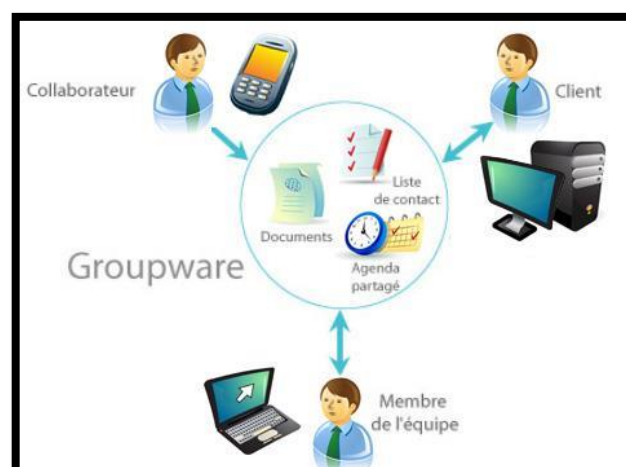 Collaborateur
Client
Liste
de contact
Documents
Groupware
Agenda
partagé
Membre
de l'équipe